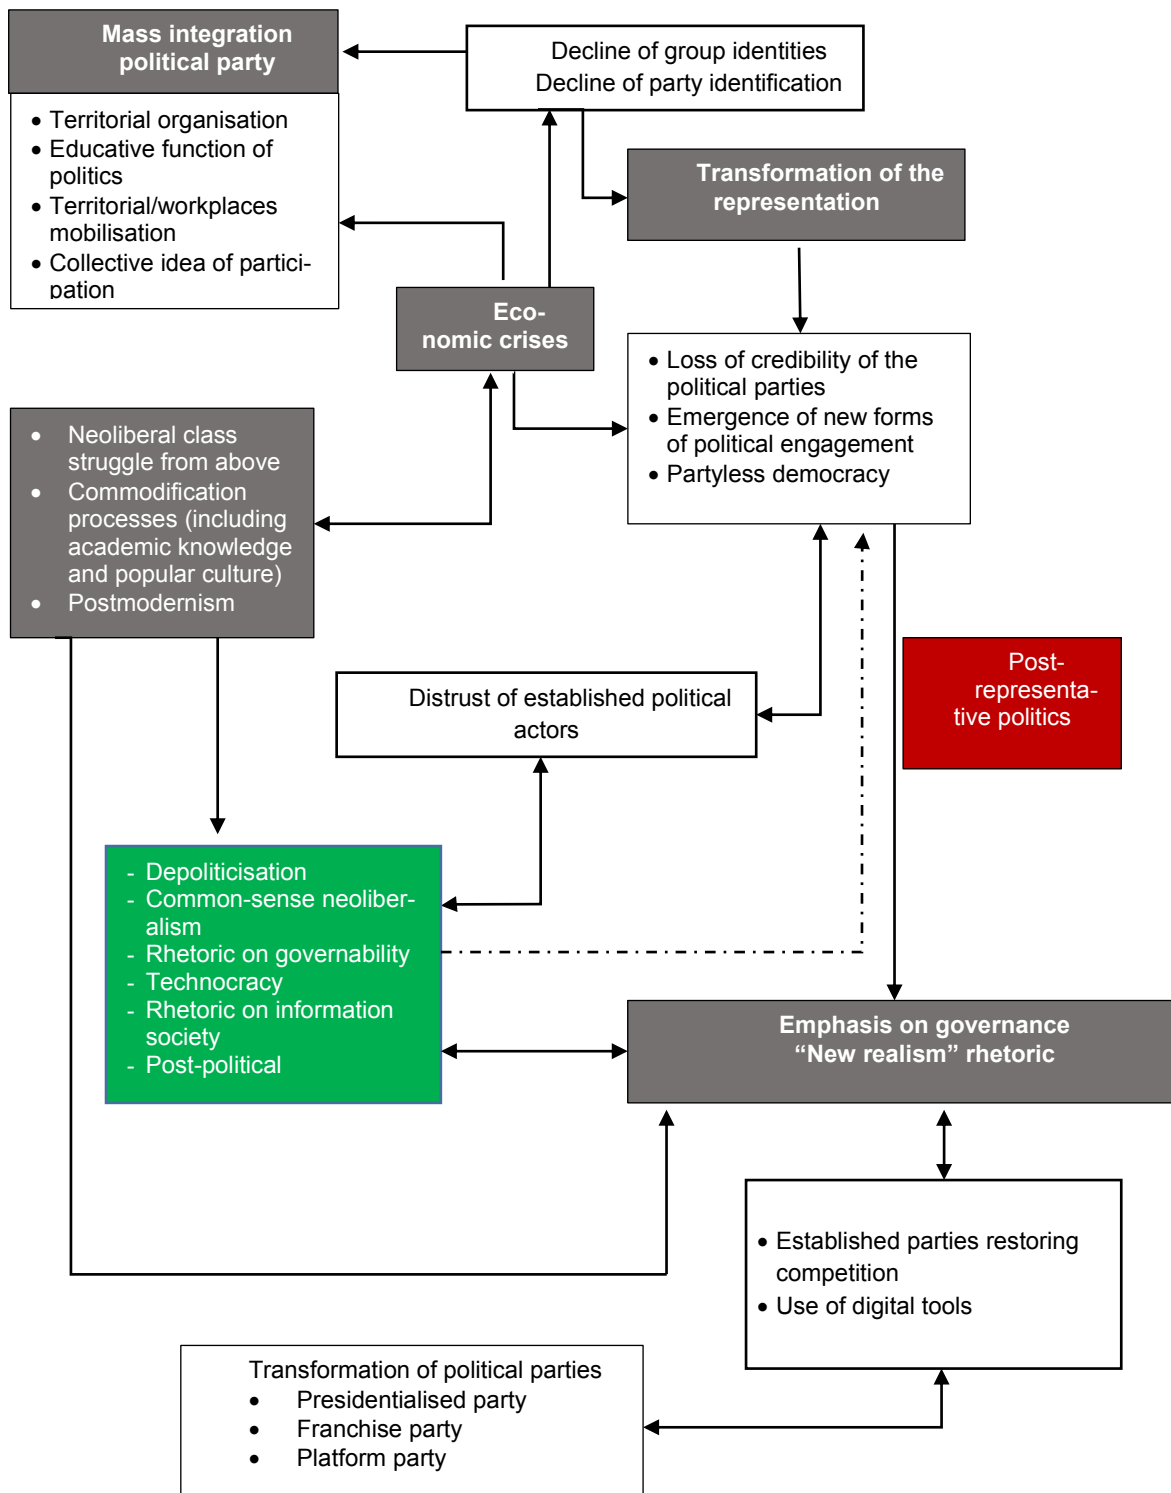 Mass integration
political party
• Territorial organisation
• Educative function of
politics
• Territorial/workplaces
mobilisation
• Collective idea of partici-
pation
Decline of group identities
Decline of party identification
Transformation of the
representation
Eco-
nomic crises
• Loss of credibility of the
political parties
• Emergence of new forms
of political engagement
• Partyless democracy
• Neoliberal class
struggle from above
• Commodification
processes (including
academic knowledge
and popular culture)
• Postmodernism
Post-
representa-
tive politics
Distrust of established political
actors
- Depoliticisation
- Common-sense neoliber-
alism
- Rhetoric on governability
- Technocracy
- Rhetoric on information
society
- Post-political
Emphasis on governance
“New realism” rhetoric
• Established parties restoring
competition
• Use of digital tools
Transformation of political parties
• Presidentialised party
• Franchise party
• Platform party